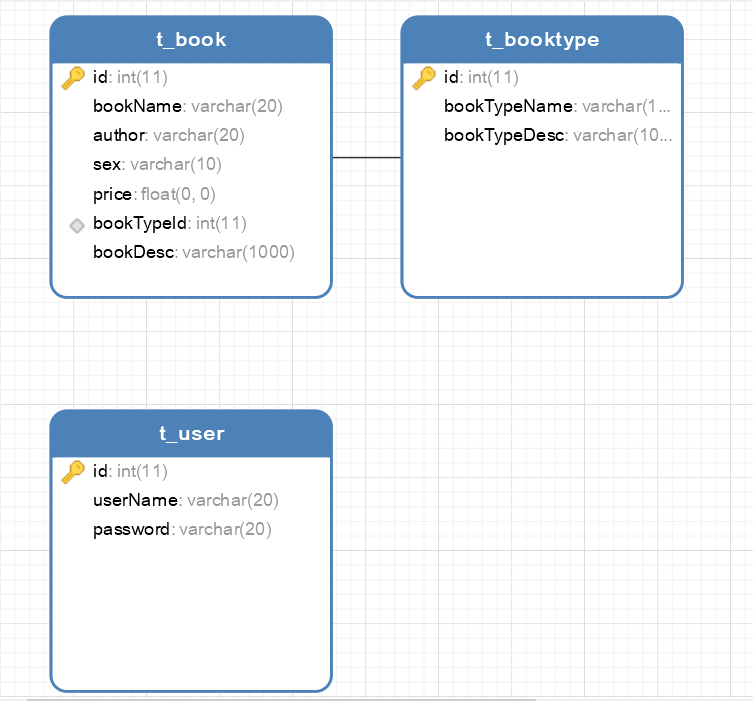 t_book
id: int(11)
bookName: varchar(20)
author: varchar(20)
sex: varchar(10)
price: float(0, 0)
bookTypeId: int(11)
bookDesc: varchar(1000)
t_booktype
id: int(11)
bookTypeName: varchar(1...
bookTypeDesc: varchar(10...
t_user
id: int(11)
userName: varchar(20)
password: varchar(20)